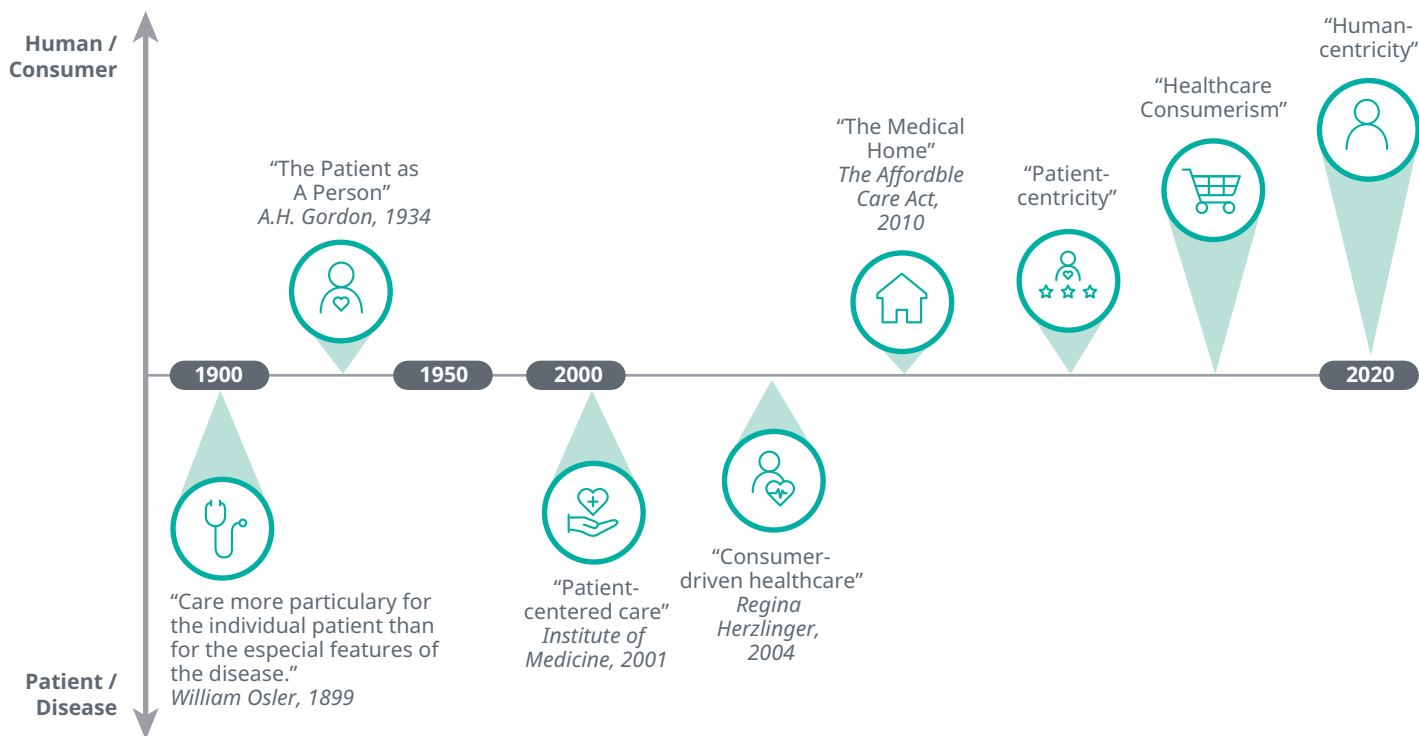 Human /
Consumer
“The Patient as
A Person”
A.H. Gordon, 1934
“The Medical
Home”
The Affordble
Care Act,
2010
“Patient-
centricity”
“Healthcare
Consumerism”
“Human-
centricity”
1900
1950
2000
2020
“Care more particulary for
the individual patient than
for the especial features of
the disease.”
William Osler, 1899
“Patient-
centered care”
Institute of
Medicine, 2001
“Consumer-
driven healthcare”
Regina
Herzlinger,
2004
Patient /
Disease